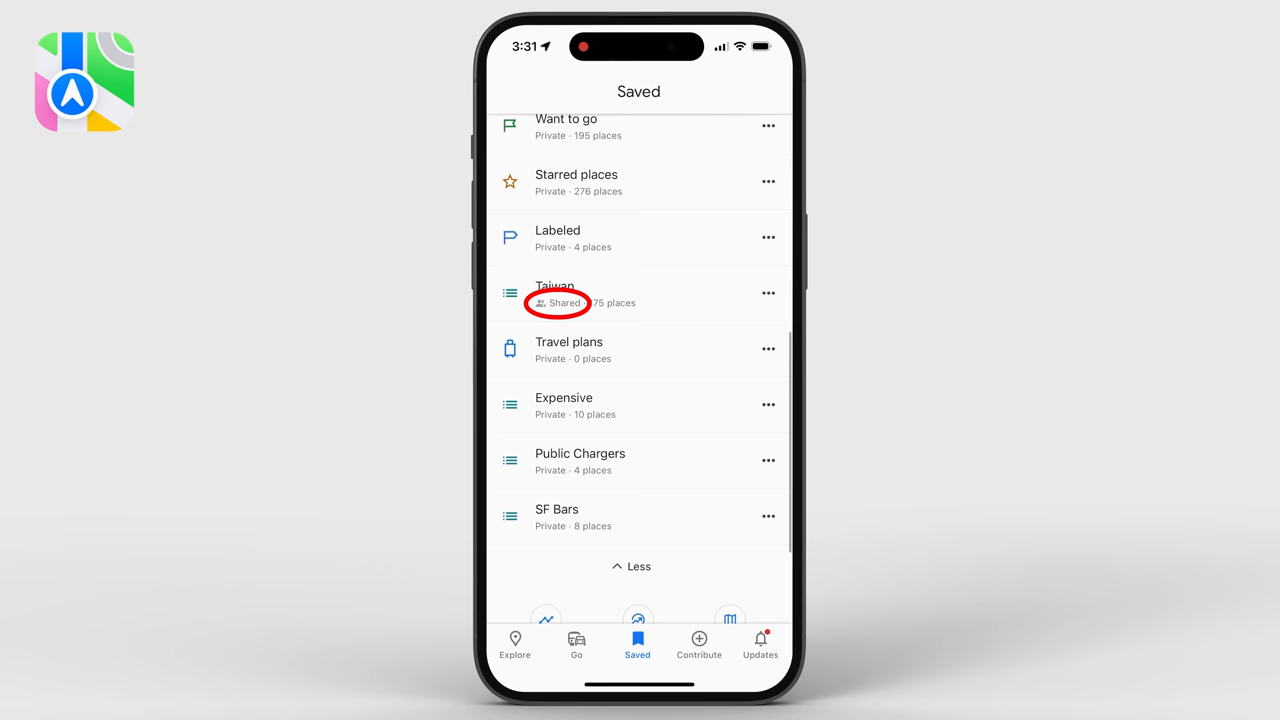 3:31
Saved
Want to go
Private · 195 places
Starred places
Private · 276 places
Labeled
Private · 4 places
Taiwan
Shared · 75 places
Travel plans
Private · 0 places
Expensive
Private · 10 places
Public Chargers
Private · 4 places
SF Bars
Private · 8 places
Less
Explore
Go
Saved
Contribute
Updates